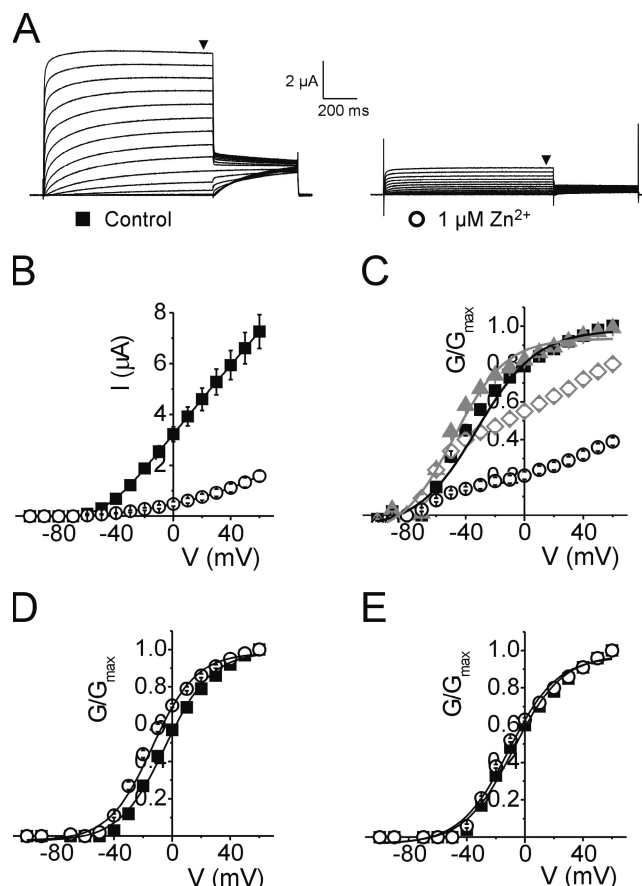 A
2 µA
200 ms
■ Control
○ 1 µM Zn²⁺
B
C
I (µA)
G/Gmax
8
6
4
2
1.0
0.8
0.6
0.4
0.2
-80 -40 0 40
-80 -40 0 40
V (mV)
V (mV)
D
E
G/Gmax
G/Gmax
1.0
0.8
0.6
0.4
0.2
1.0
0.8
0.6
0.4
0.2
-80 -40 0 40
-80 -40 0 40
V (mV)
V (mV)